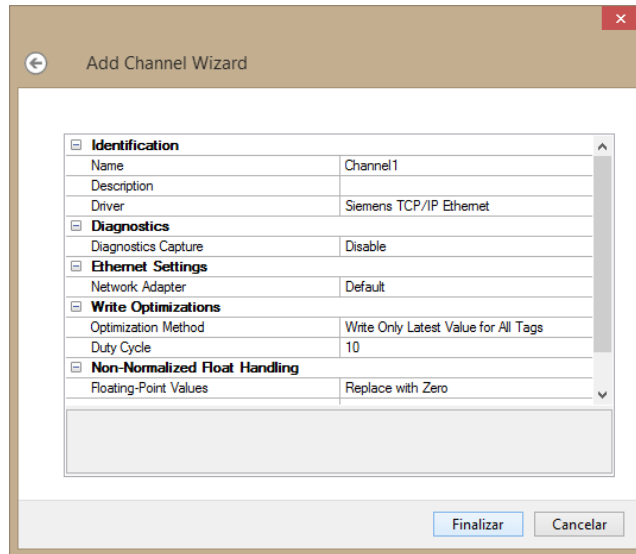 Add Channel Wizard
Identification
Name Channel1
Description
Driver Siemens TCP/IP Ethernet
Diagnostics
Diagnostics Capture Disable
Ethernet Settings
Network Adapter Default
Write Optimizations
Optimization Method Write Only Latest Value for All Tags
Duty Cycle 10
Non-Normalized Float Handling
Floating-Point Values Replace with Zero
Finalizar Cancelar